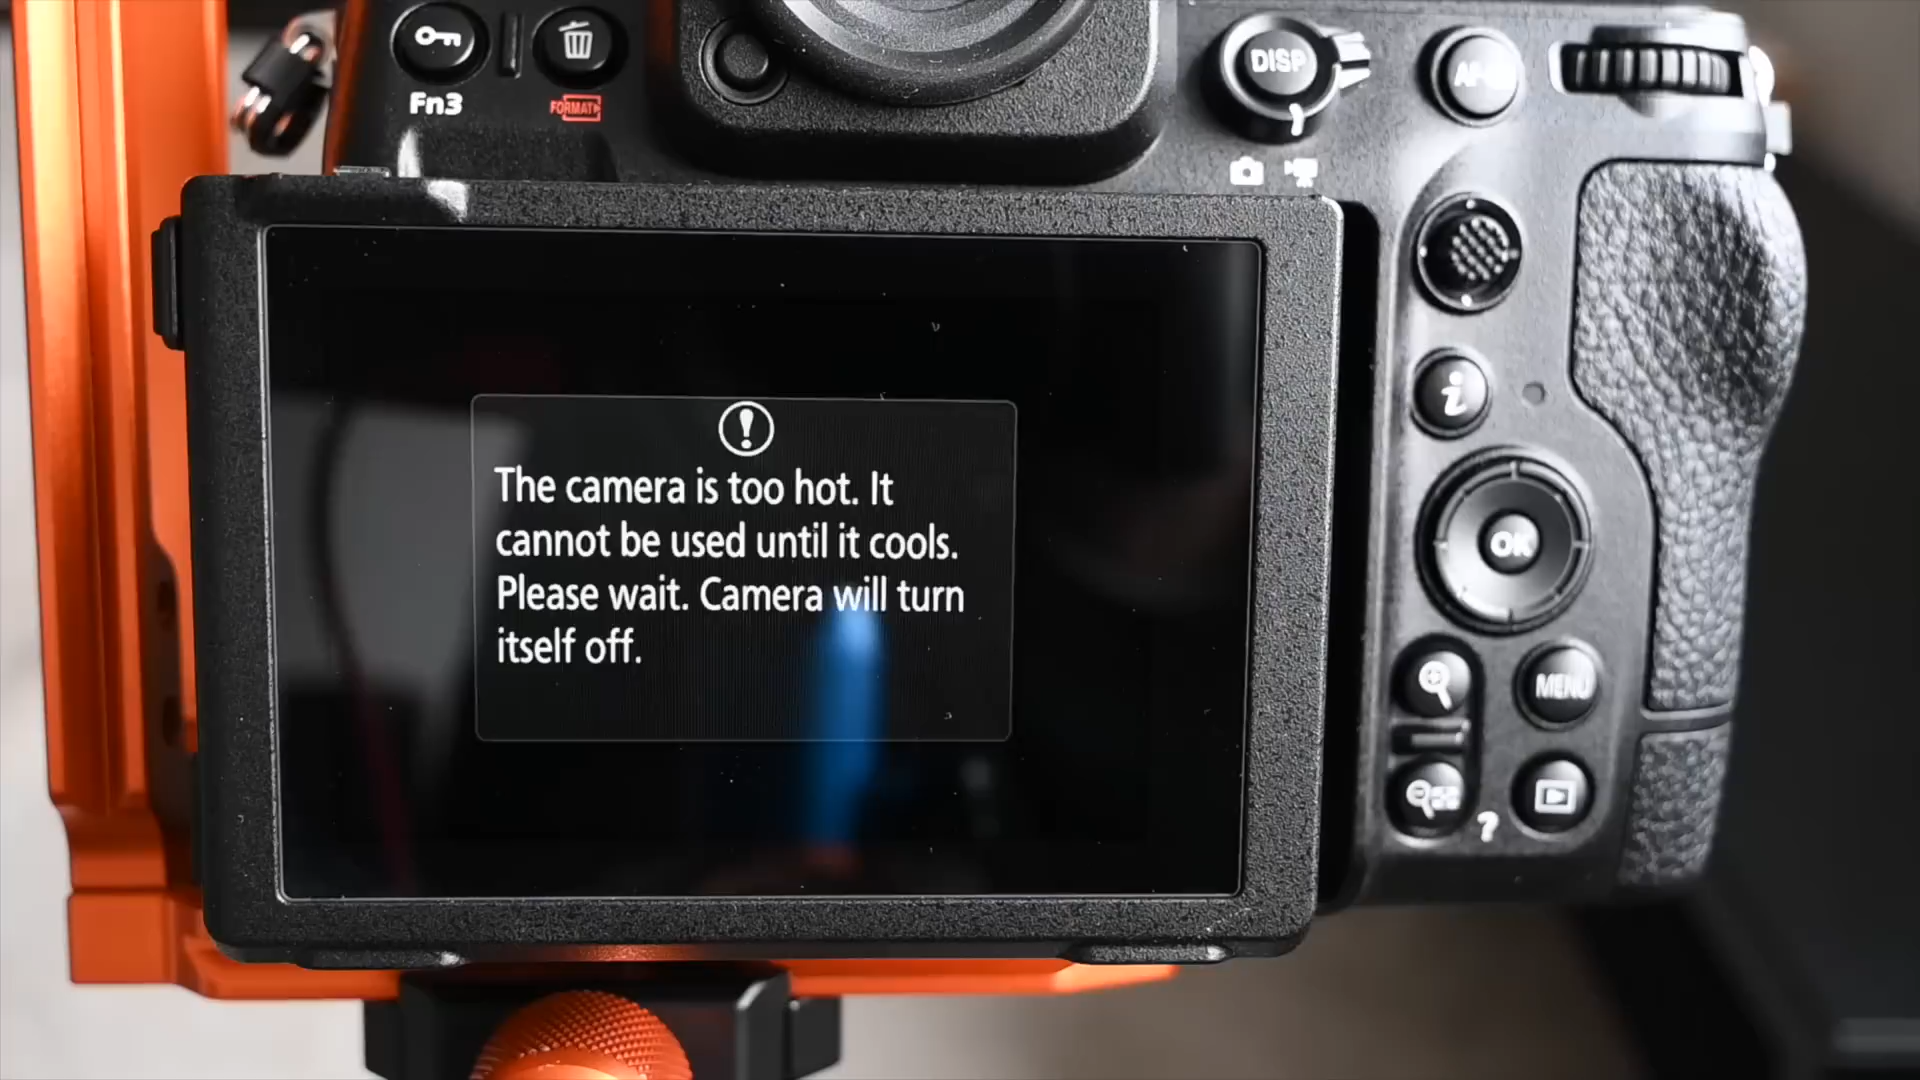 Fn3
FORMAT
DISP
The camera is too hot. It
cannot be used until it cools.
Please wait. Camera will turn
itself off.
i
OK
MENU
?